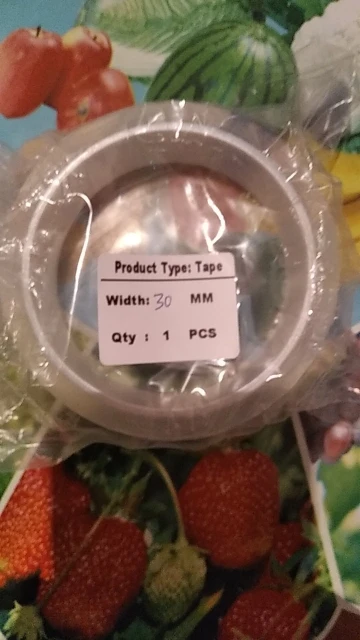 Product Type: Tape
Width: 30 MM
Qty : 1 PCS